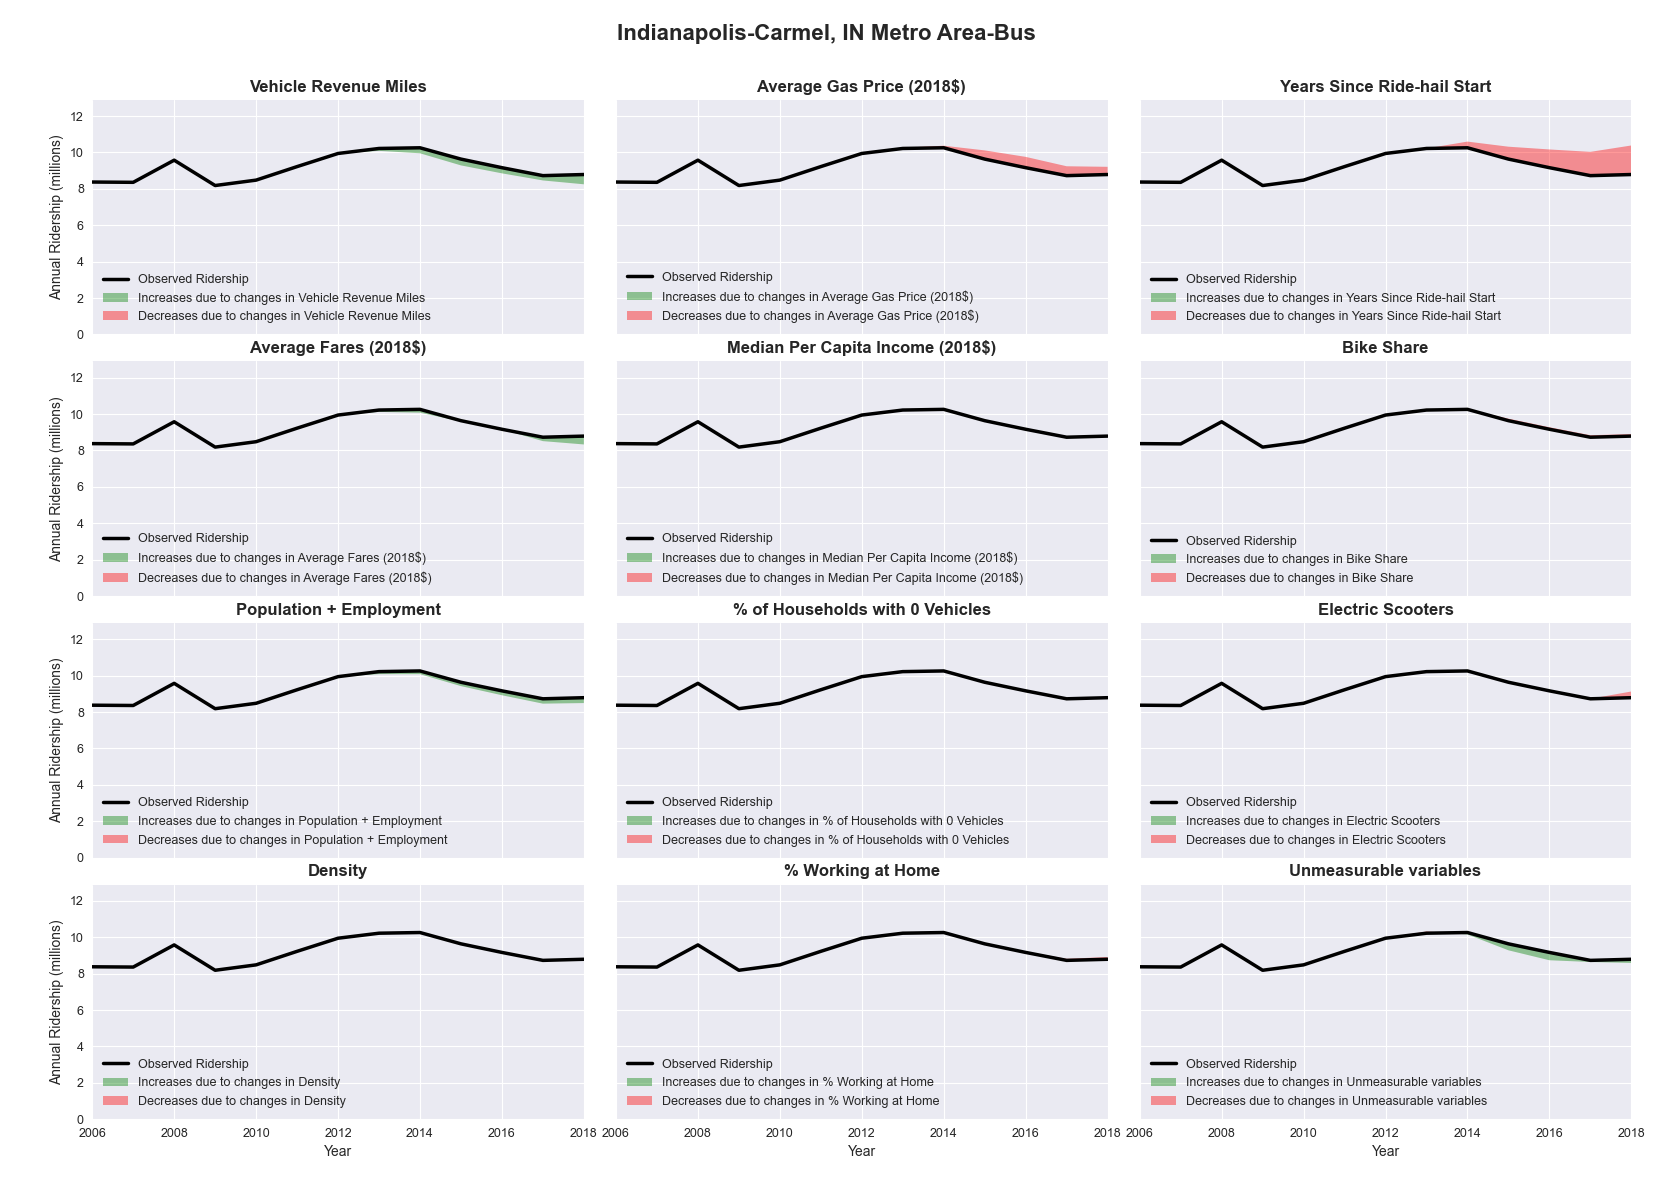 Indianapolis-Carmel, IN Metro Area-Bus
Vehicle Revenue Miles
Average Gas Price (2018$)
Years Since Ride-hail Start
12
10
8
6
4
2
0
Annual Ridership (millions)
Observed Ridership
Increases due to changes in Vehicle Revenue Miles
Decreases due to changes in Vehicle Revenue Miles
Observed Ridership
Increases due to changes in Average Gas Price (2018$)
Decreases due to changes in Average Gas Price (2018$)
Observed Ridership
Increases due to changes in Years Since Ride-hail Start
Decreases due to changes in Years Since Ride-hail Start
Average Fares (2018$)
Median Per Capita Income (2018$)
Bike Share
12
10
8
6
4
2
0
Annual Ridership (millions)
Observed Ridership
Increases due to changes in Average Fares (2018$)
Decreases due to changes in Average Fares (2018$)
Observed Ridership
Increases due to changes in Median Per Capita Income (2018$)
Decreases due to changes in Median Per Capita Income (2018$)
Observed Ridership
Increases due to changes in Bike Share
Decreases due to changes in Bike Share
Population + Employment
% of Households with 0 Vehicles
Electric Scooters
12
10
8
6
4
2
0
Annual Ridership (millions)
Observed Ridership
Increases due to changes in Population + Employment
Decreases due to changes in Population + Employment
Observed Ridership
Increases due to changes in % of Households with 0 Vehicles
Decreases due to changes in % of Households with 0 Vehicles
Observed Ridership
Increases due to changes in Electric Scooters
Decreases due to changes in Electric Scooters
Density
% Working at Home
Unmeasurable variables
12
10
8
6
4
2
0
Annual Ridership (millions)
Observed Ridership
Increases due to changes in Density
Decreases due to changes in Density
Observed Ridership
Increases due to changes in % Working at Home
Decreases due to changes in % Working at Home
Observed Ridership
Increases due to changes in Unmeasurable variables
Decreases due to changes in Unmeasurable variables
2006 2008 2010 2012 2014 2016 2018
2006 2008 2010 2012 2014 2016 2018
2006 2008 2010 2012 2014 2016 2018
Year
Year
Year